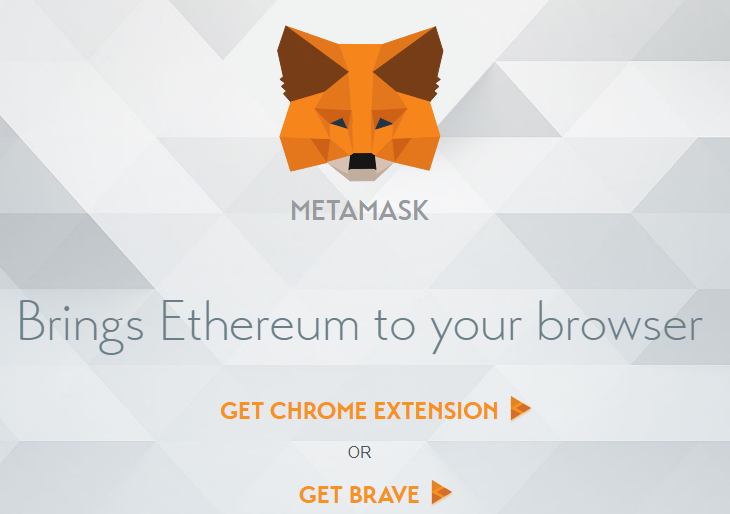 METAMASK
Brings Ethereum to your browser
GET CHROME EXTENSION
OR
GET BRAVE